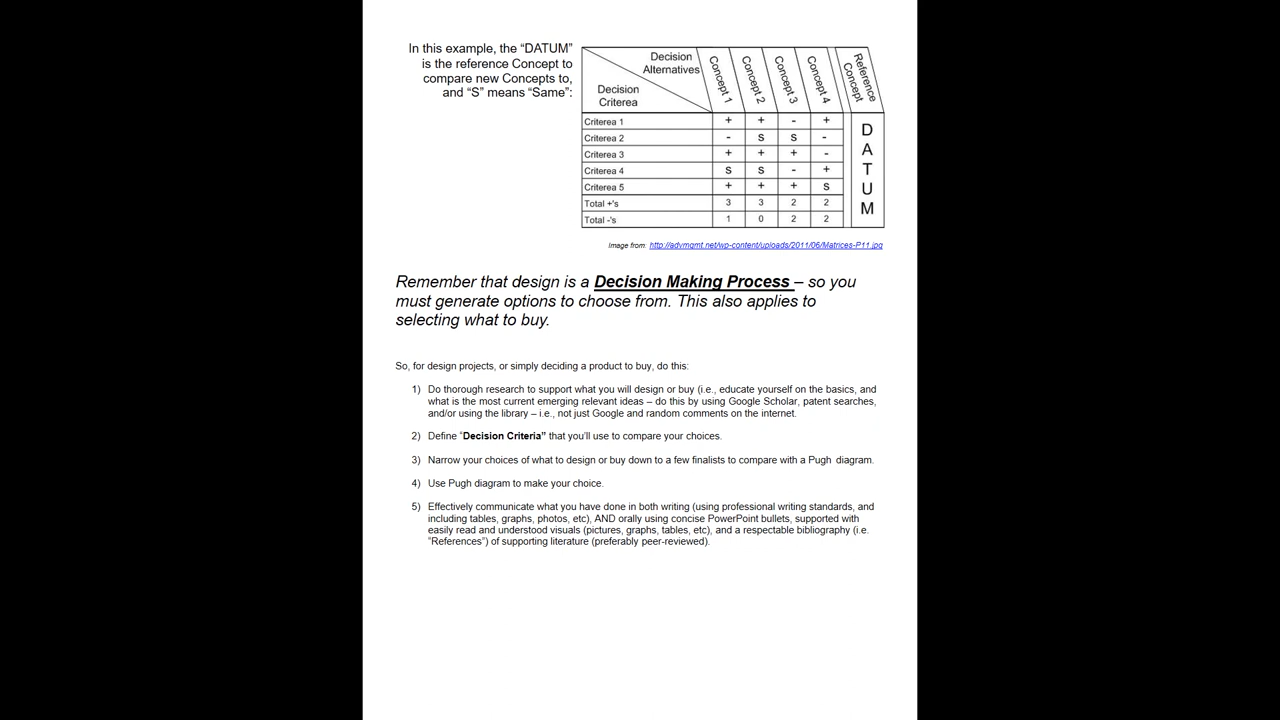 In this example, the “DATUM”
is the reference Concept to
compare new Concepts to,
and “S” means “Same”:
Decision
Alternatives
Decision
Criterea
Concept 1
Concept 2
Concept 3
Concept 4
Reference
Concept
Criterea 1 + + - +
Criterea 2 - S S -
Criterea 3 + + + -
Criterea 4 S S - +
Criterea 5 + + + S
Total +'s 3 3 2 2
Total -'s 1 0 2 2
DATUM
Image from: http://advmgmt.net/wp-content/uploads/2011/06/Matrices-P11.jpg
Remember that design is a Decision Making Process – so you
must generate options to choose from. This also applies to
selecting what to buy.
So, for design projects, or simply deciding a product to buy, do this:
1) Do thorough research to support what you will design or buy (i.e., educate yourself on the basics, and
what is the most current emerging relevant ideas – do this by using Google Scholar, patent searches,
and/or using the library – i.e., not just Google and random comments on the internet.
2) Define “Decision Criteria” that you’ll use to compare your choices.
3) Narrow your choices of what to design or buy down to a few finalists to compare with a Pugh diagram.
4) Use Pugh diagram to make your choice.
5) Effectively communicate what you have done in both writing (using professional writing standards, and
including tables, graphs, photos, etc), AND orally using concise PowerPoint bullets, supported with
easily read and understood visuals (pictures, graphs, tables, etc), and a respectable bibliography (i.e.
“References”) of supporting literature (preferably peer-reviewed).